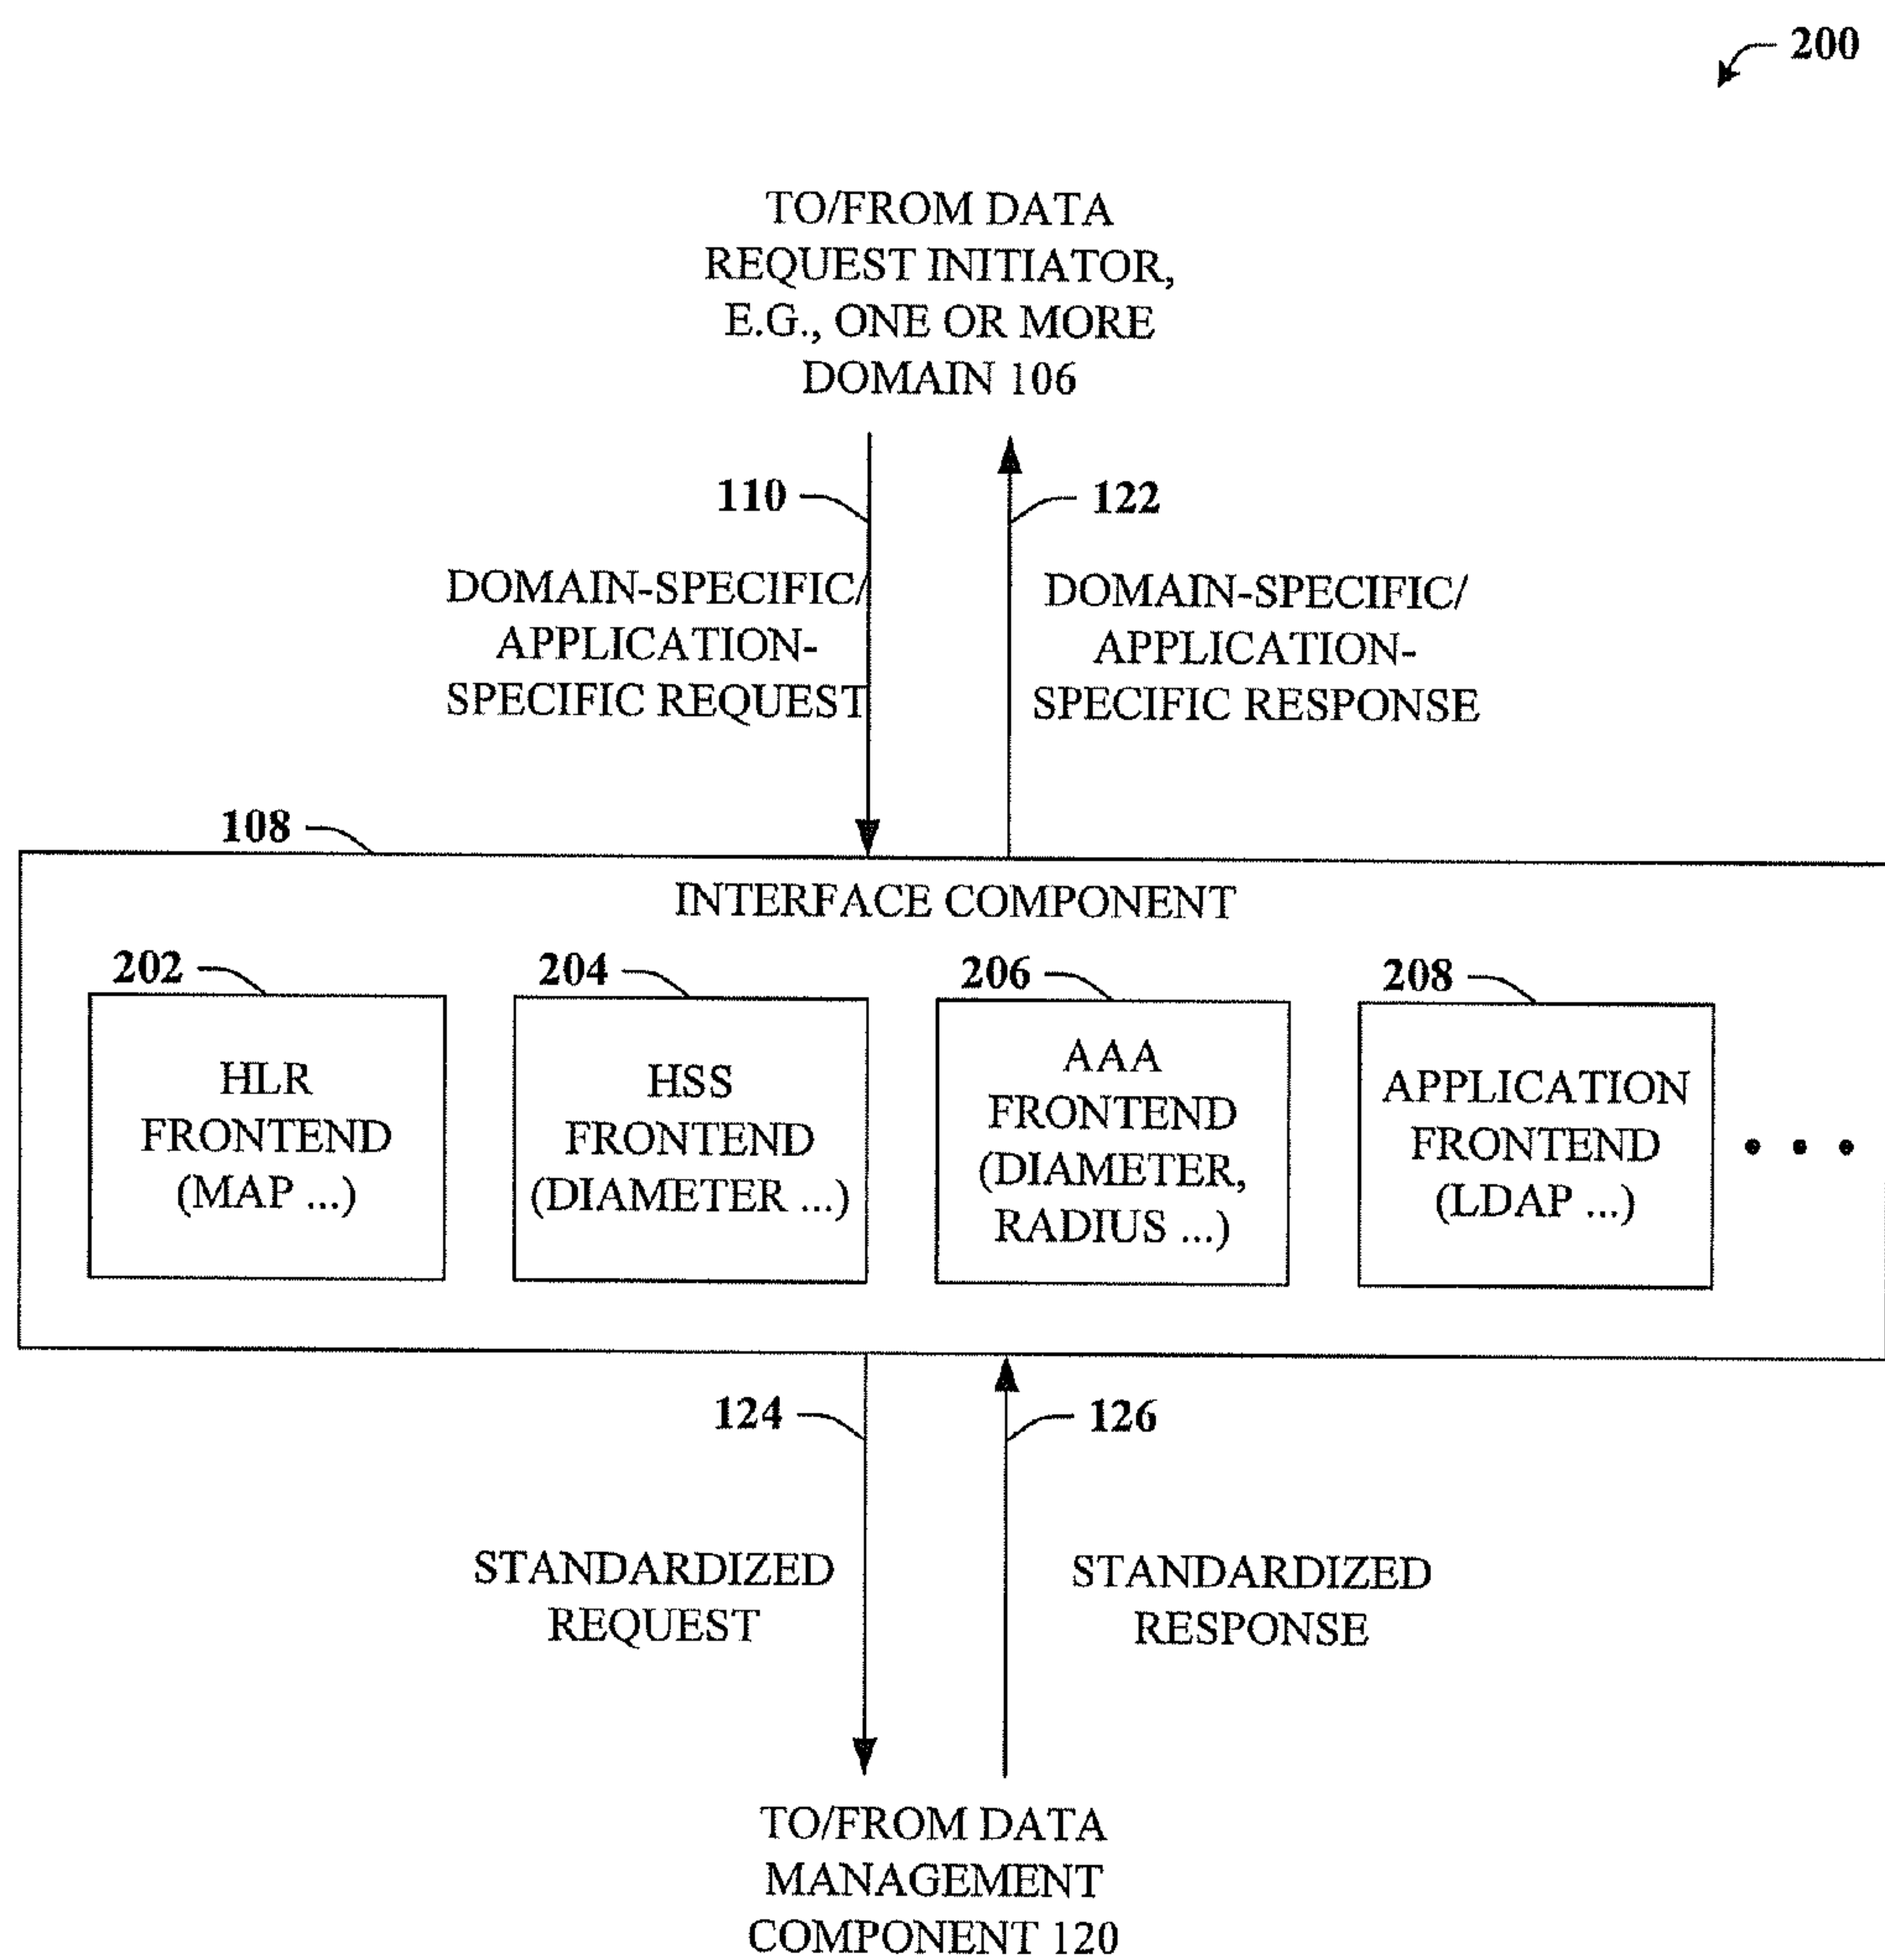 200
TO/FROM DATA
REQUEST INITIATOR,
E.G., ONE OR MORE
DOMAIN 106
110
122
DOMAIN-SPECIFIC/
APPLICATION-
SPECIFIC REQUEST
DOMAIN-SPECIFIC/
APPLICATION-
SPECIFIC RESPONSE
108
INTERFACE COMPONENT
202
HLR
FRONTEND
(MAP ...)
204
HSS
FRONTEND
(DIAMETER ...)
206
AAA
FRONTEND
(DIAMETER,
RADIUS ...)
208
APPLICATION
FRONTEND
(LDAP ...)
• • •
124
126
STANDARDIZED
REQUEST
STANDARDIZED
RESPONSE
TO/FROM DATA
MANAGEMENT
COMPONENT 120